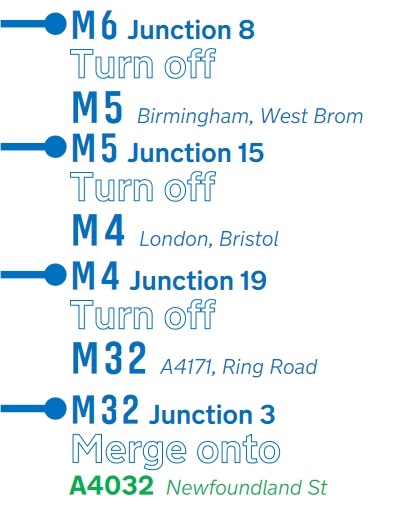 M6 Junction 8
Turn off
M5 Birmingham, West Brom
M5 Junction 15
Turn off
M4 London, Bristol
M4 Junction 19
Turn off
M32 A4171, Ring Road
M32 Junction 3
Merge onto
A4032 Newfoundland St